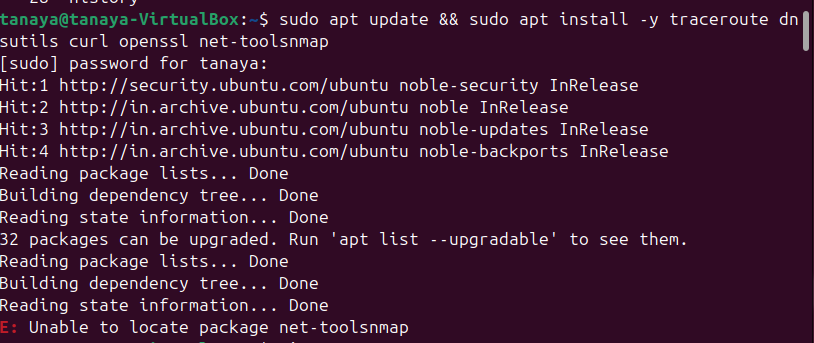 tanaya@tanaya-VirtualBox:~$ sudo apt update && sudo apt install -y traceroute dn
sutils curl openssl net-toolsnmap
[sudo] password for tanaya:
Hit:1 http://security.ubuntu.com/ubuntu noble-security InRelease
Hit:2 http://in.archive.ubuntu.com/ubuntu noble InRelease
Hit:3 http://in.archive.ubuntu.com/ubuntu noble-updates InRelease
Hit:4 http://in.archive.ubuntu.com/ubuntu noble-backports InRelease
Reading package lists... Done
Building dependency tree... Done
Reading state information... Done
32 packages can be upgraded. Run 'apt list --upgradable' to see them.
Reading package lists... Done
Building dependency tree... Done
Reading state information... Done
E: Unable to locate package net-toolsnmap